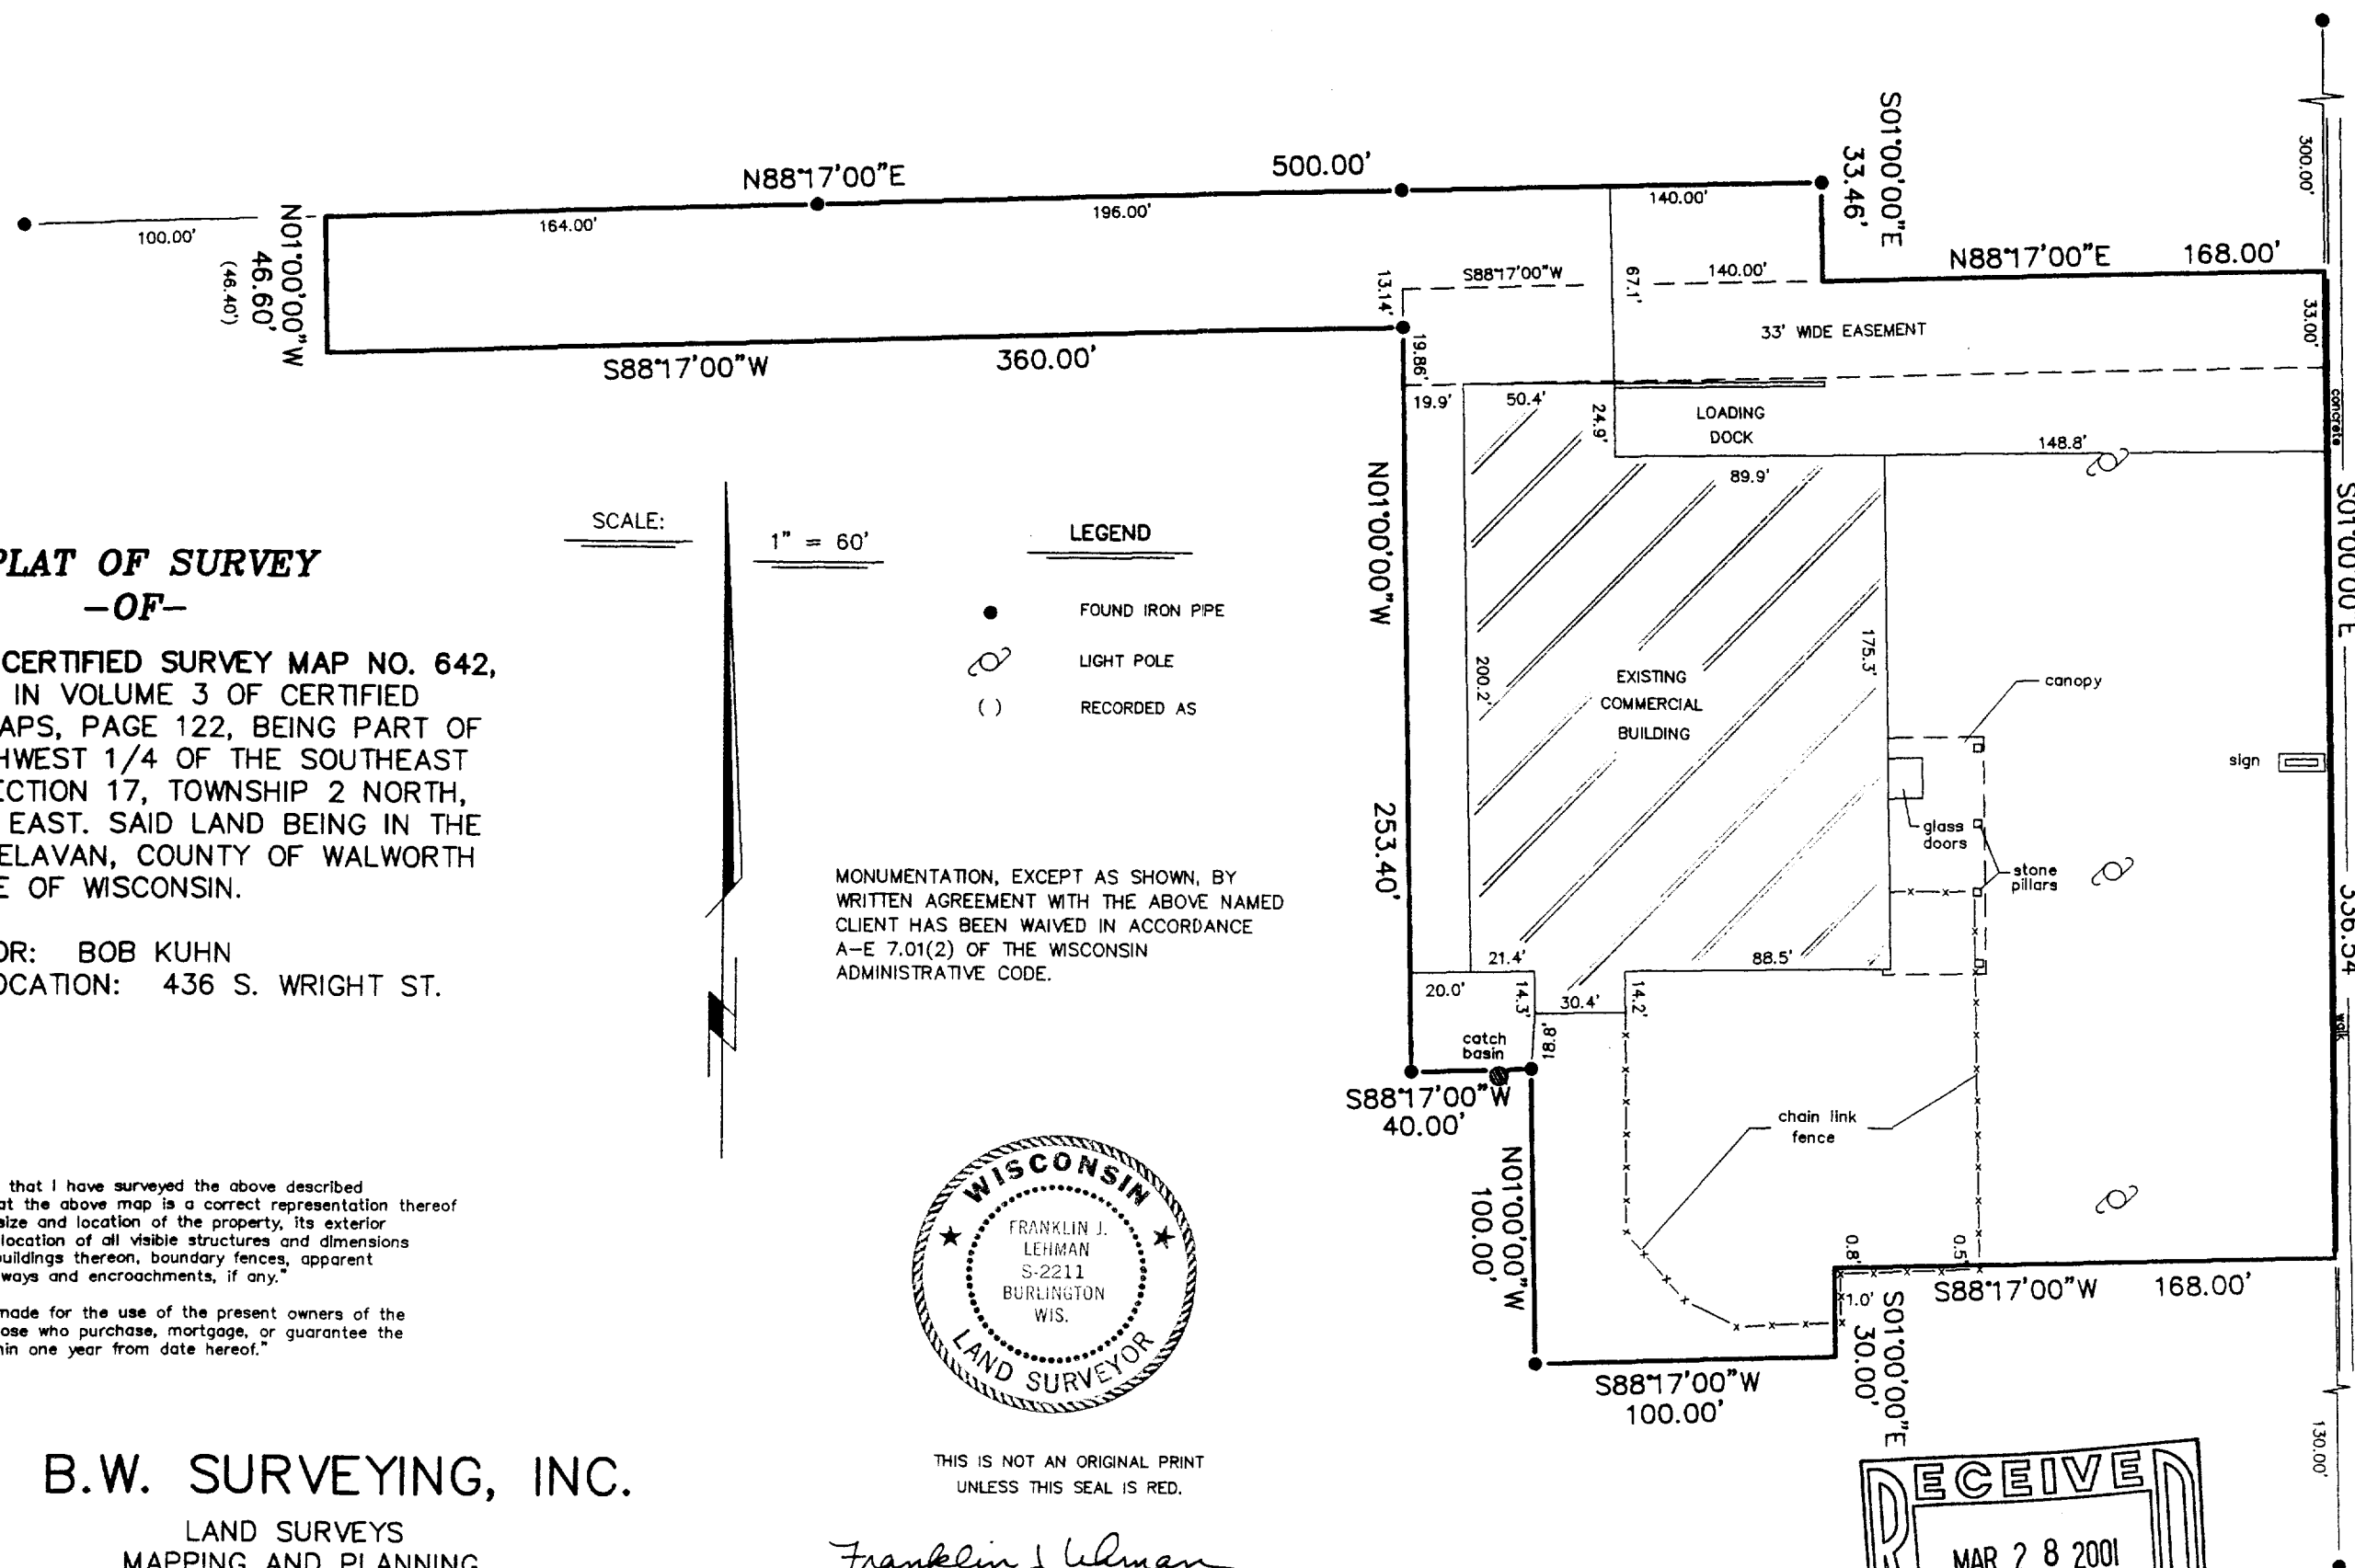 N88°17'00"E
500.00'
S01°00'00"E
33.46'
300.00'
100.00'
N01°00'00"W
46.60'
(46.40')
164.00'
196.00'
140.00'
N88°17'00"E 168.00'
S88°17'00"W
140.00'
67.1'
13.14'
33' WIDE EASEMENT
33.00'
S88°17'00"W
360.00'
19.86'
19.9'
50.4'
24.9'
LOADING
DOCK
148.8'
concrete
89.9'
N01°00'00"W
253.40'
S01°00'00"E
336.54
SCALE:
1" = 60'
LEGEND
FOUND IRON PIPE
LIGHT POLE
( ) RECORDED AS
PLAT OF SURVEY
-OF-
CERTIFIED SURVEY MAP NO. 642,
IN VOLUME 3 OF CERTIFIED
APS, PAGE 122, BEING PART OF
HWEST 1/4 OF THE SOUTHEAST
ECTION 17, TOWNSHIP 2 NORTH,
EAST. SAID LAND BEING IN THE
ELAVAN, COUNTY OF WALWORTH
E OF WISCONSIN.
OR: BOB KUHN
OCATION: 436 S. WRIGHT ST.
200.2'
175.3'
EXISTING
COMMERCIAL
BUILDING
canopy
sign
glass
doors
stone
pillars
MONUMENTATION, EXCEPT AS SHOWN, BY
WRITTEN AGREEMENT WITH THE ABOVE NAMED
CLIENT HAS BEEN WAIVED IN ACCORDANCE
A-E 7.01(2) OF THE WISCONSIN
ADMINISTRATIVE CODE.
21.4'
88.5'
20.0'
14.3'
30.4'
14.2'
18.8'
walk
catch
basin
S88°17'00"W
40.00'
chain link
fence
N01°00'00"W
100.00'
0.8'
0.5'
1.0'
S88°17'00"W 168.00'
S01°00'00"E
30.00'
S88°17'00"W
100.00'
130.00'
that I have surveyed the above described
at the above map is a correct representation thereof
size and location of the property, its exterior
location of all visible structures and dimensions
buildings thereon, boundary fences, apparent
ways and encroachments, if any."
made for the use of the present owners of the
ose who purchase, mortgage, or guarantee the
hin one year from date hereof."
WISCONSIN
FRANKLIN J.
LEHMAN
S-2211
BURLINGTON
WIS.
LAND SURVEYOR
THIS IS NOT AN ORIGINAL PRINT
UNLESS THIS SEAL IS RED.
Franklin J Lehman
B.W. SURVEYING, INC.
LAND SURVEYS
MAPPING AND PLANNING
RECEIVED
MAR 28 2001